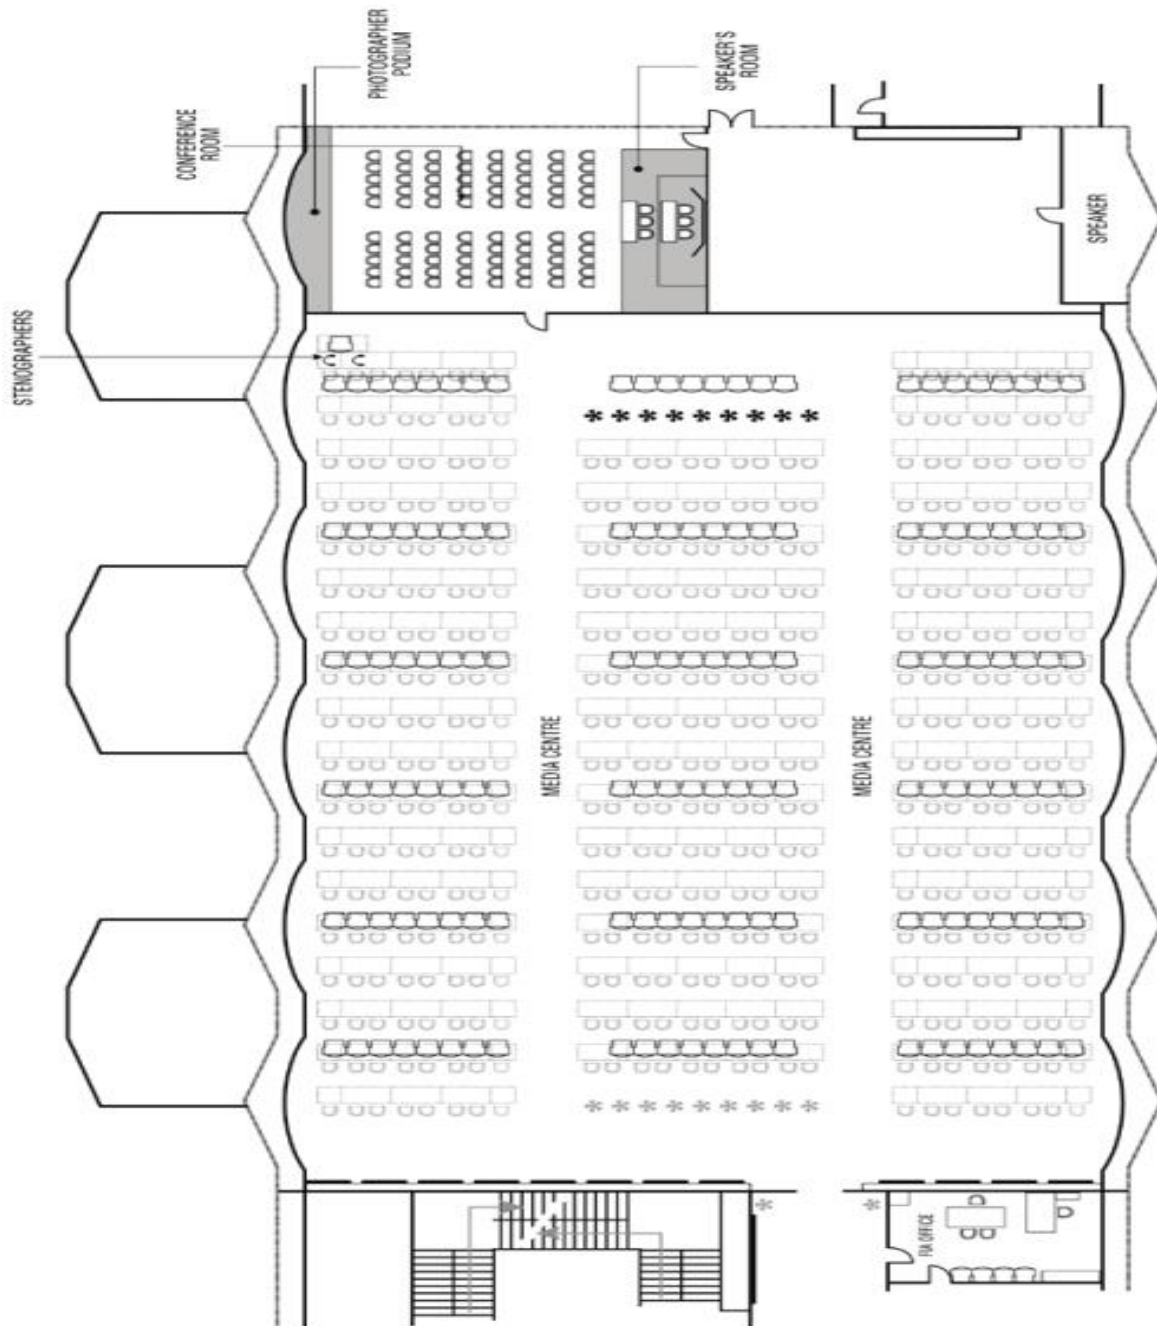 STENOGRAPHERS
CONFERENCE
ROOM
PHOTOGRAPHER
PODIUM
SPEAKER'S
ROOM
SPEAKER
MEDIA CENTRE
MEDIA CENTRE
FIA OFFICE